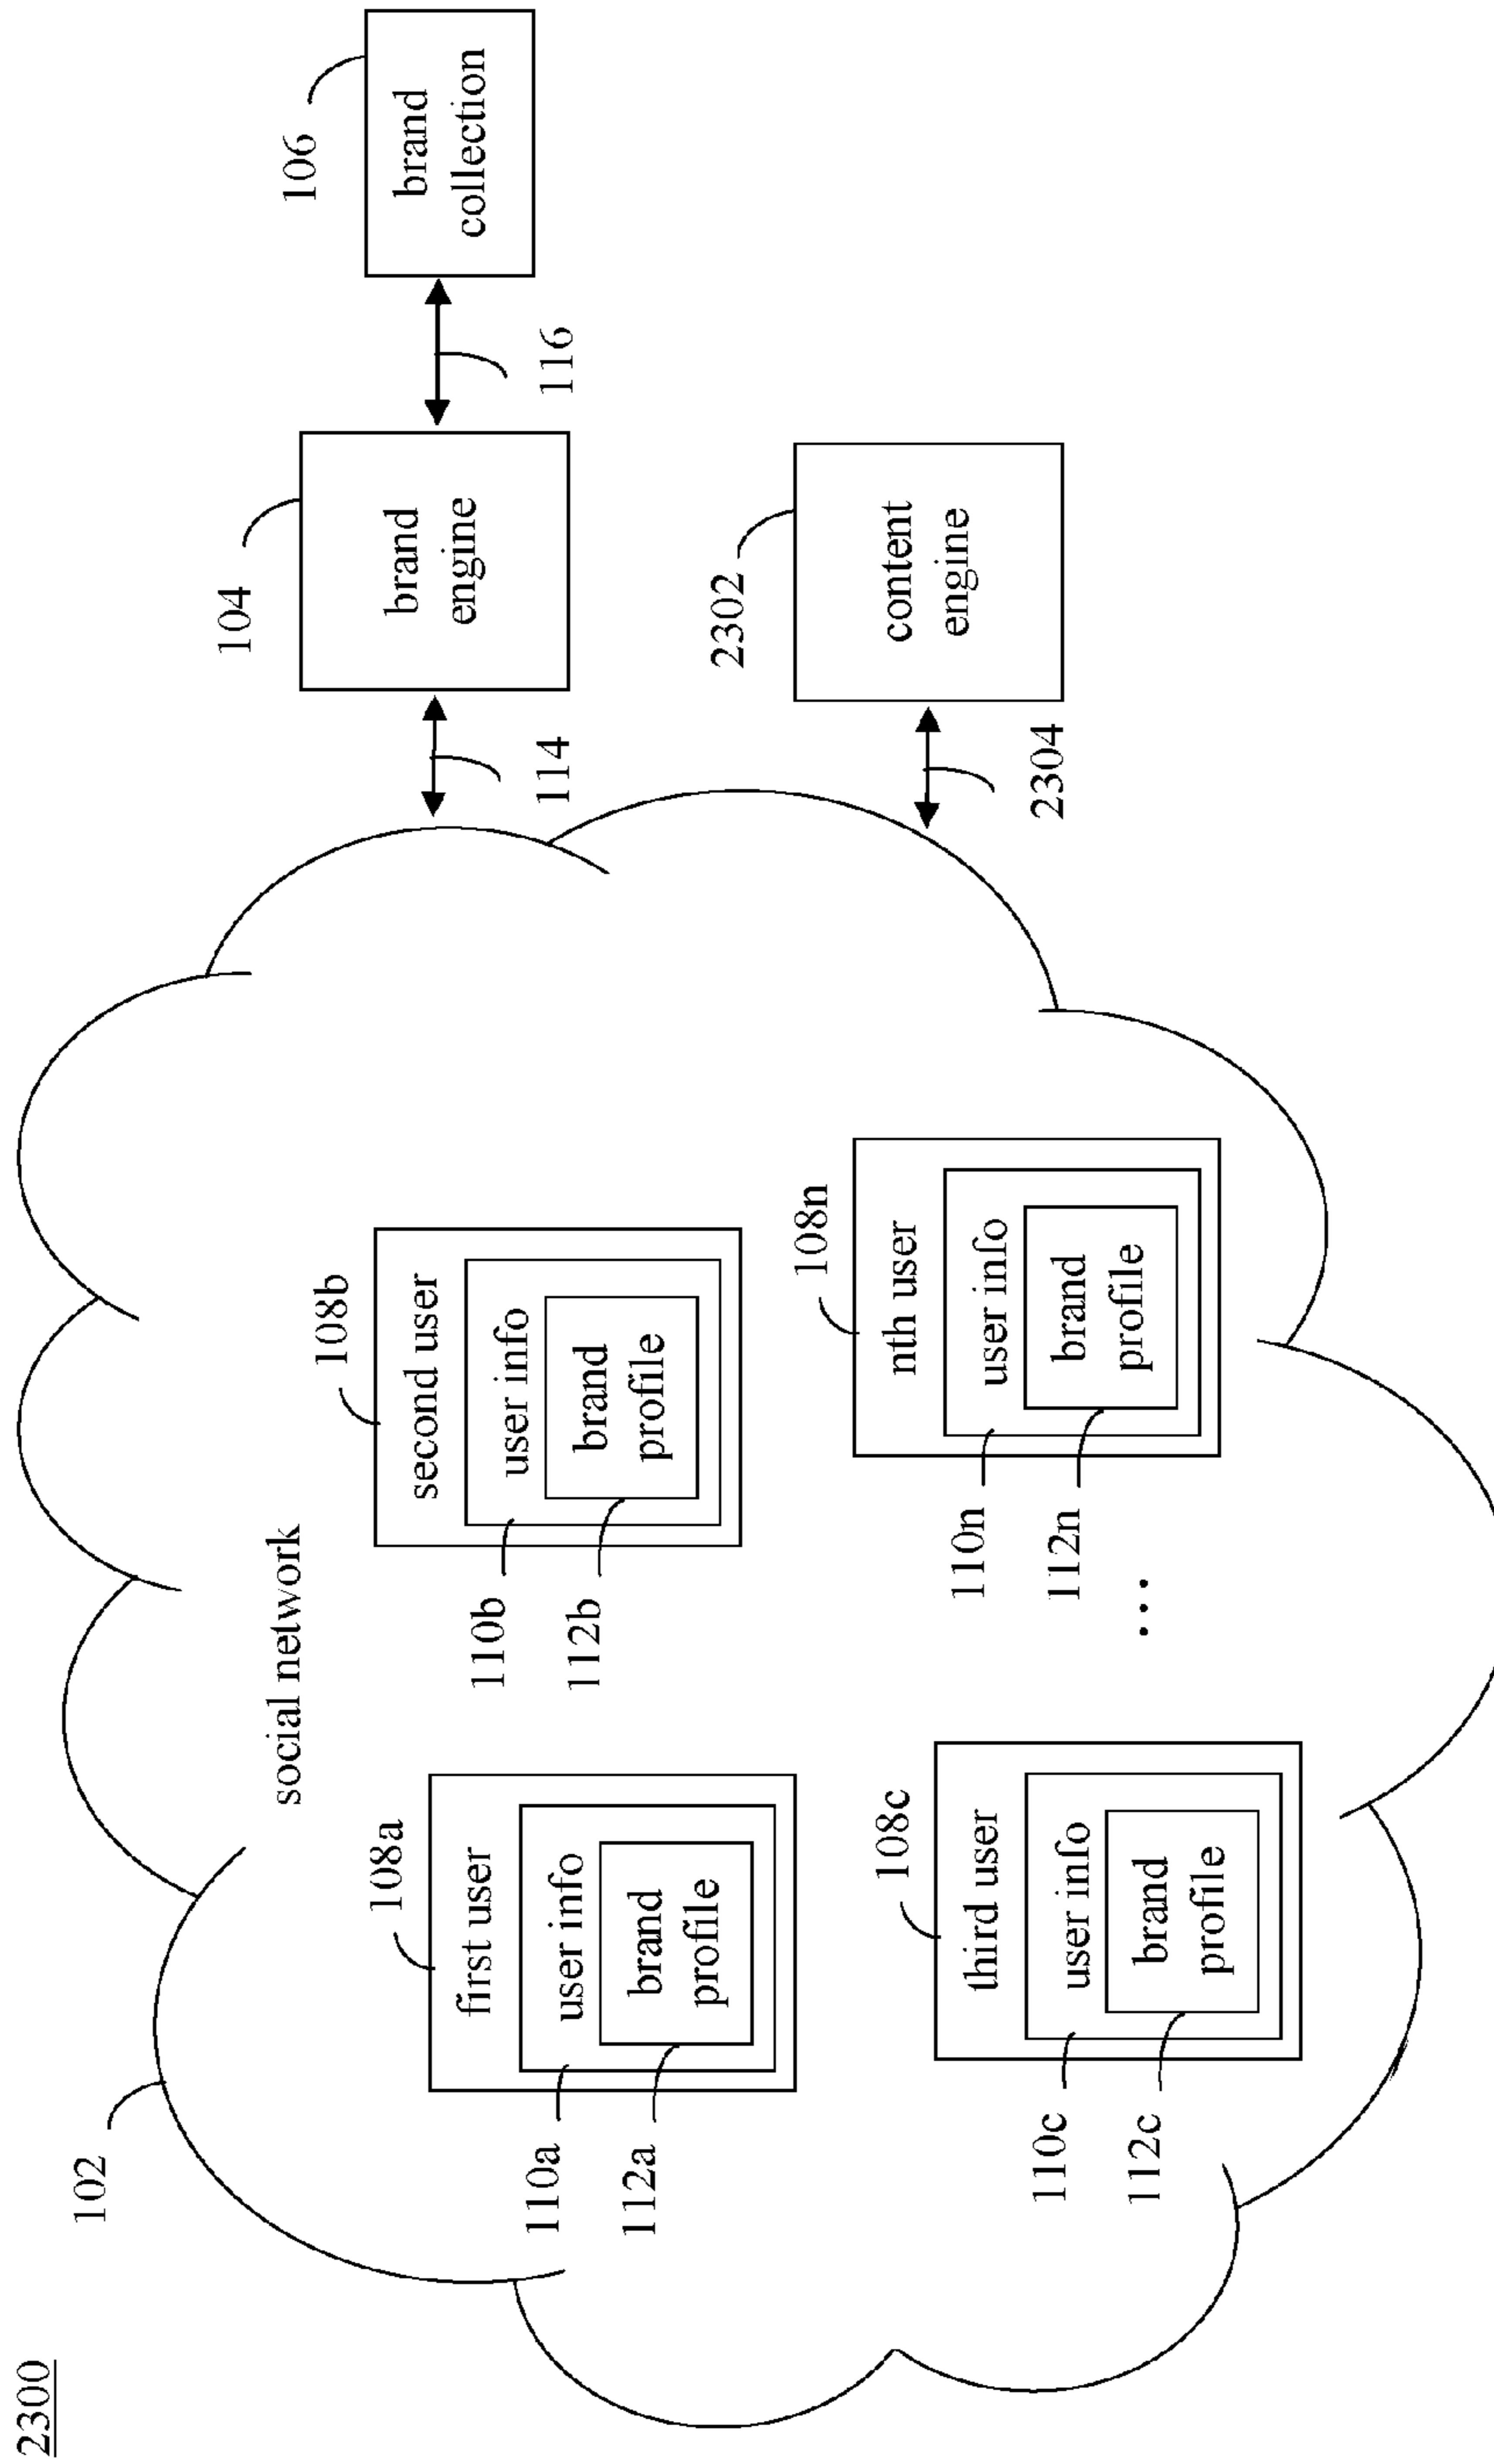 2300
102
social network
108a
first user
user info
brand
profile
110a
112a
108b
second user
user info
brand
profile
110b
112b
108c
third user
user info
brand
profile
110c
112c
...
108n
nth user
user info
brand
profile
110n
112n
114
104
brand
engine
116
106
brand
collection
2304
2302
content
engine